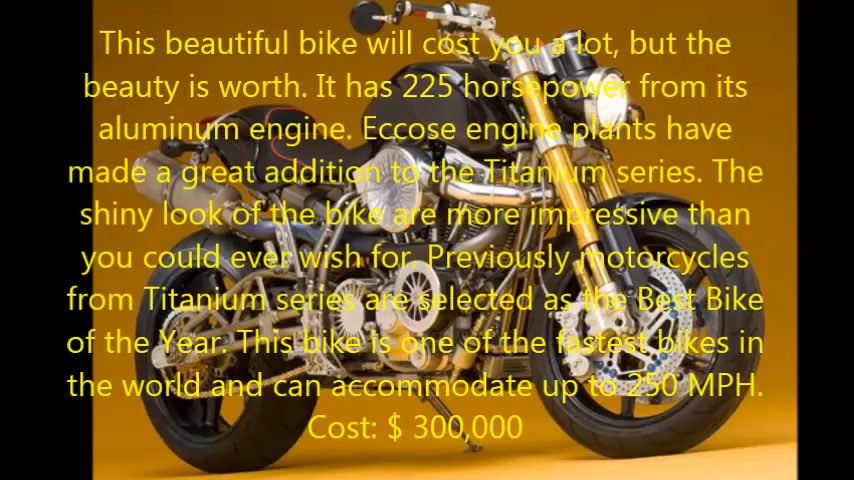 This beautiful bike will cost you a lot, but the
beauty is worth. It has 225 horsepower from its
aluminum engine. Eccose engine plants have
made a great addition to the Titanium series. The
shiny look of the bike are more impressive than
you could ever wish for. Previously motorcycles
from Titanium series are selected as the Best Bike
of the Year. This bike is one of the fastest bikes in
the world and can accommodate up to 250 MPH.
Cost: $ 300,000